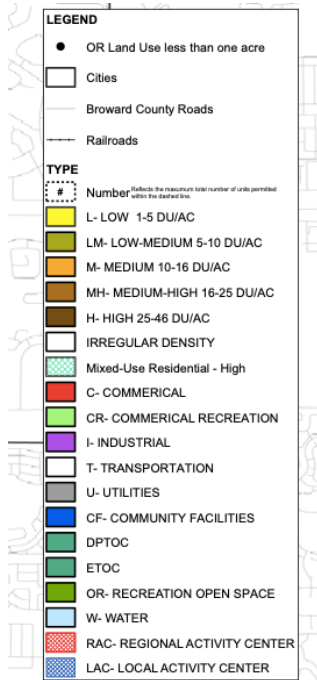 LEGEND
OR Land Use less than one acre
Cities
Broward County Roads
Railroads
TYPE
# Number Reflects the maxumum total number of units permitted
within the dashed line.
L- LOW 1-5 DU/AC
LM- LOW-MEDIUM 5-10 DU/AC
M- MEDIUM 10-16 DU/AC
MH- MEDIUM-HIGH 16-25 DU/AC
H- HIGH 25-46 DU/AC
IRREGULAR DENSITY
Mixed-Use Residential - High
C- COMMERICAL
CR- COMMERICAL RECREATION
I- INDUSTRIAL
T- TRANSPORTATION
U- UTILITIES
CF- COMMUNITY FACILITIES
DPTOC
ETOC
OR- RECREATION OPEN SPACE
W- WATER
RAC- REGIONAL ACTIVITY CENTER
LAC- LOCAL ACTIVITY CENTER